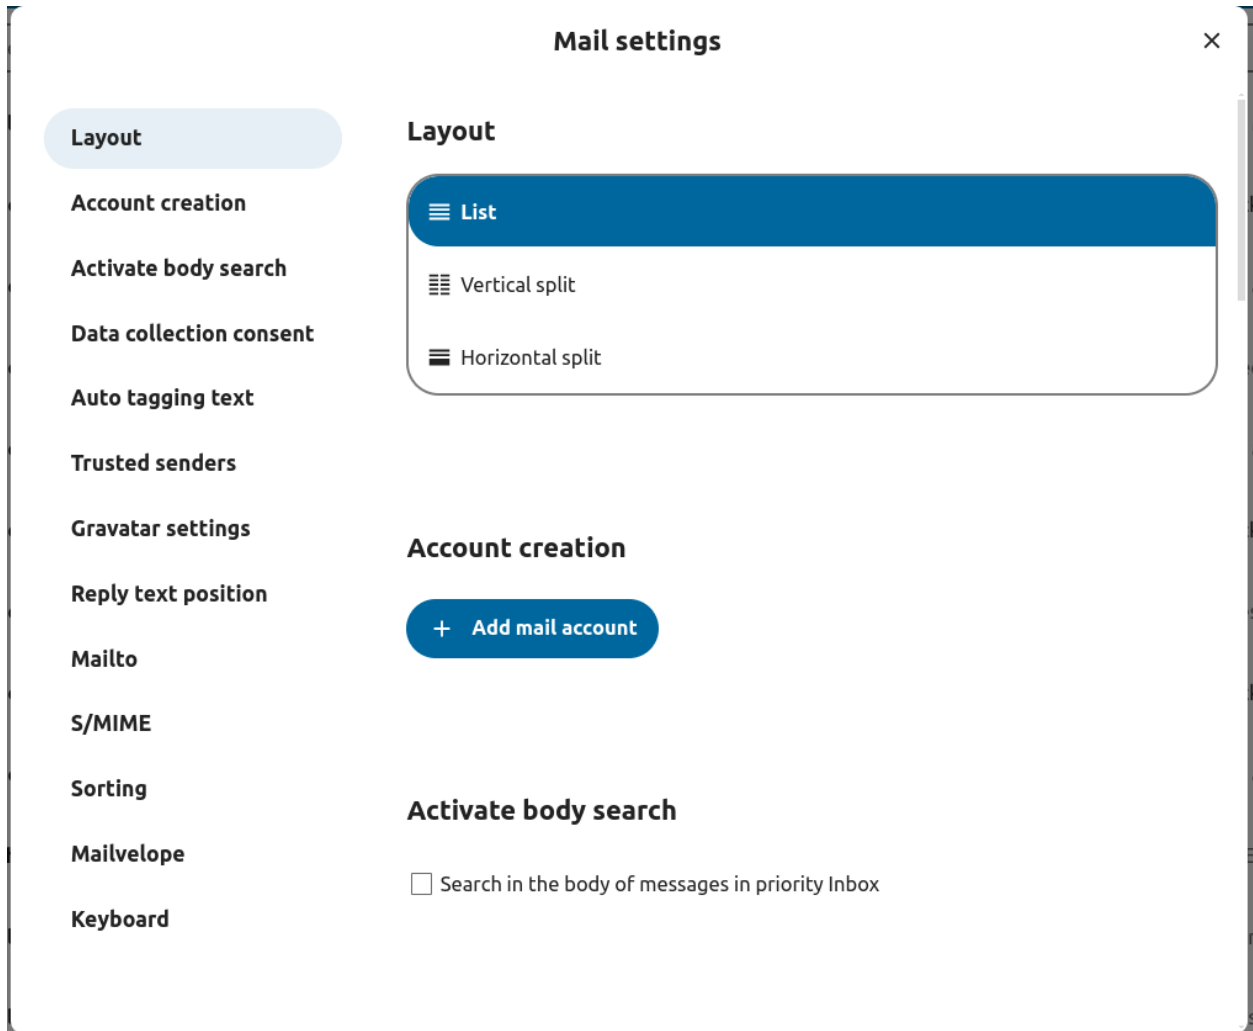 Mail settings
Layout
Account creation
Activate body search
Data collection consent
Auto tagging text
Trusted senders
Gravatar settings
Reply text position
Mailto
S/MIME
Sorting
Mailvelope
Keyboard
Layout
List
Vertical split
Horizontal split
Account creation
+ Add mail account
Activate body search
Search in the body of messages in priority Inbox